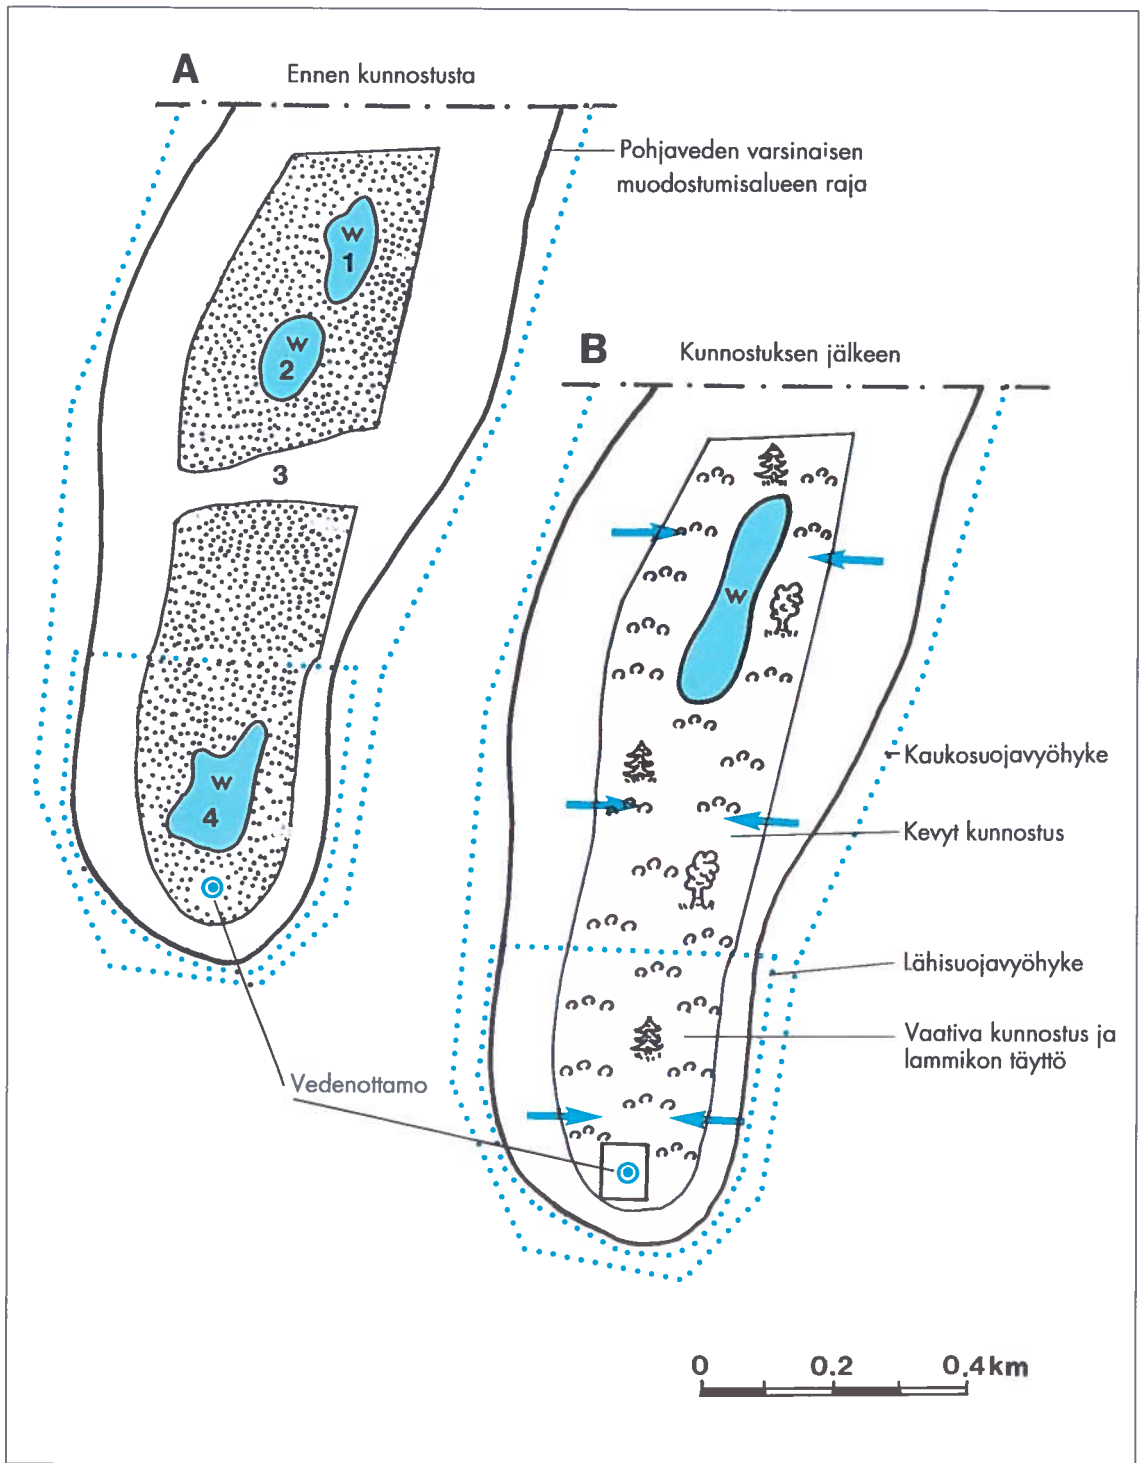 A
Ennen kunnostusta
Pohjaveden varsinaisen
muodostumisalueen raja
W
1
W
2
3
W
4
Vedenottamo
B
Kunnostuksen jälkeen
W
Kaukosuojavyöhyke
Kevyt kunnostus
Lähisuojavyöhyke
Vaativa kunnostus ja
lammikon täyttö
0 0.2 0.4km